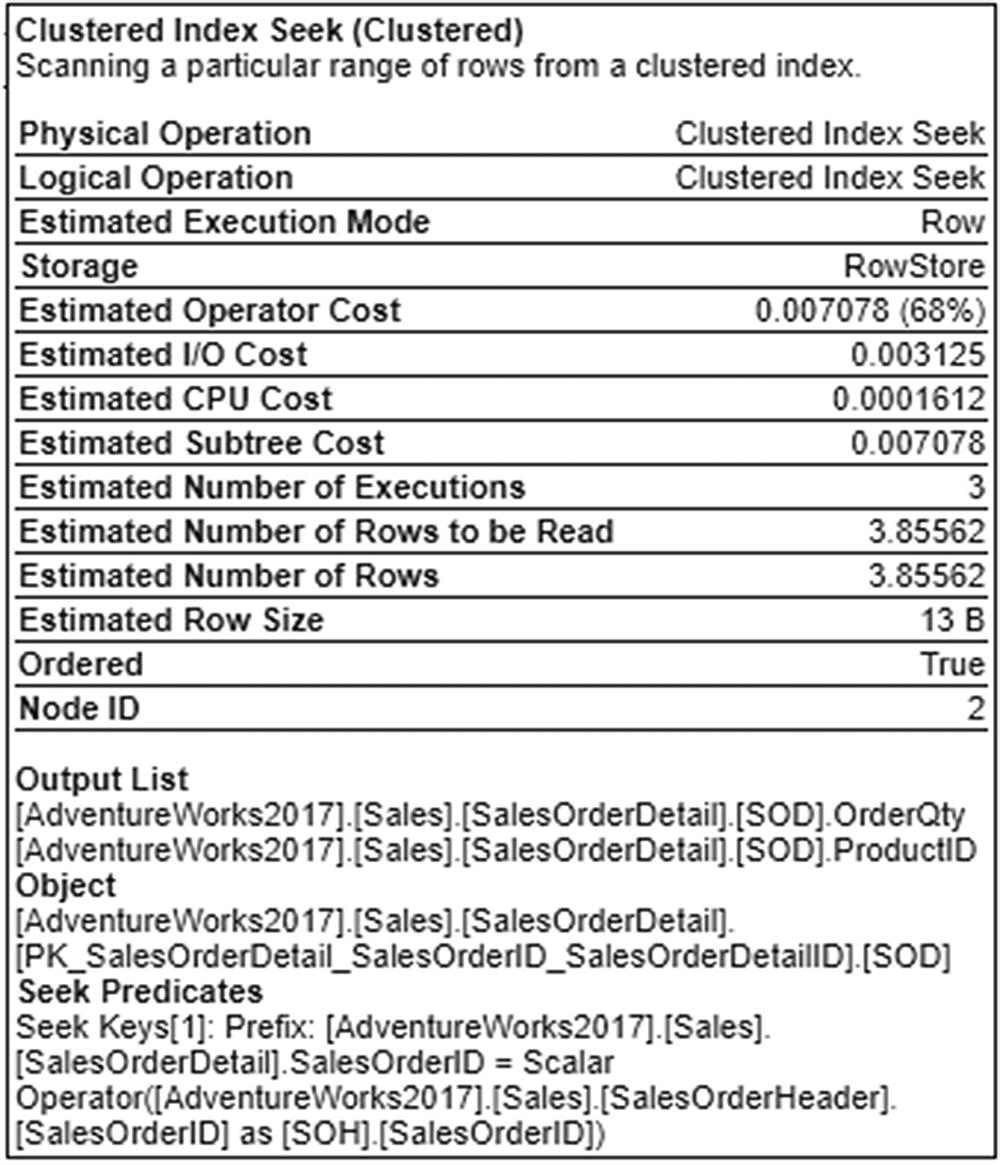 Clustered Index Seek (Clustered)
Scanning a particular range of rows from a clustered index.
Physical Operation Clustered Index Seek
Logical Operation Clustered Index Seek
Estimated Execution Mode Row
Storage RowStore
Estimated Operator Cost 0.007078 (68%)
Estimated I/O Cost 0.003125
Estimated CPU Cost 0.0001612
Estimated Subtree Cost 0.007078
Estimated Number of Executions 3
Estimated Number of Rows to be Read 3.85562
Estimated Number of Rows 3.85562
Estimated Row Size 13 B
Ordered True
Node ID 2
Output List
[AdventureWorks2017].[Sales].[SalesOrderDetail].[SOD].OrderQty
[AdventureWorks2017].[Sales].[SalesOrderDetail].[SOD].ProductID
Object
[AdventureWorks2017].[Sales].[SalesOrderDetail].
[PK_SalesOrderDetail_SalesOrderID_SalesOrderDetailID].[SOD]
Seek Predicates
Seek Keys[1]: Prefix: [AdventureWorks2017].[Sales].
[SalesOrderDetail].SalesOrderID = Scalar
Operator([AdventureWorks2017].[Sales].[SalesOrderHeader].
[SalesOrderID] as [SOH].[SalesOrderID])